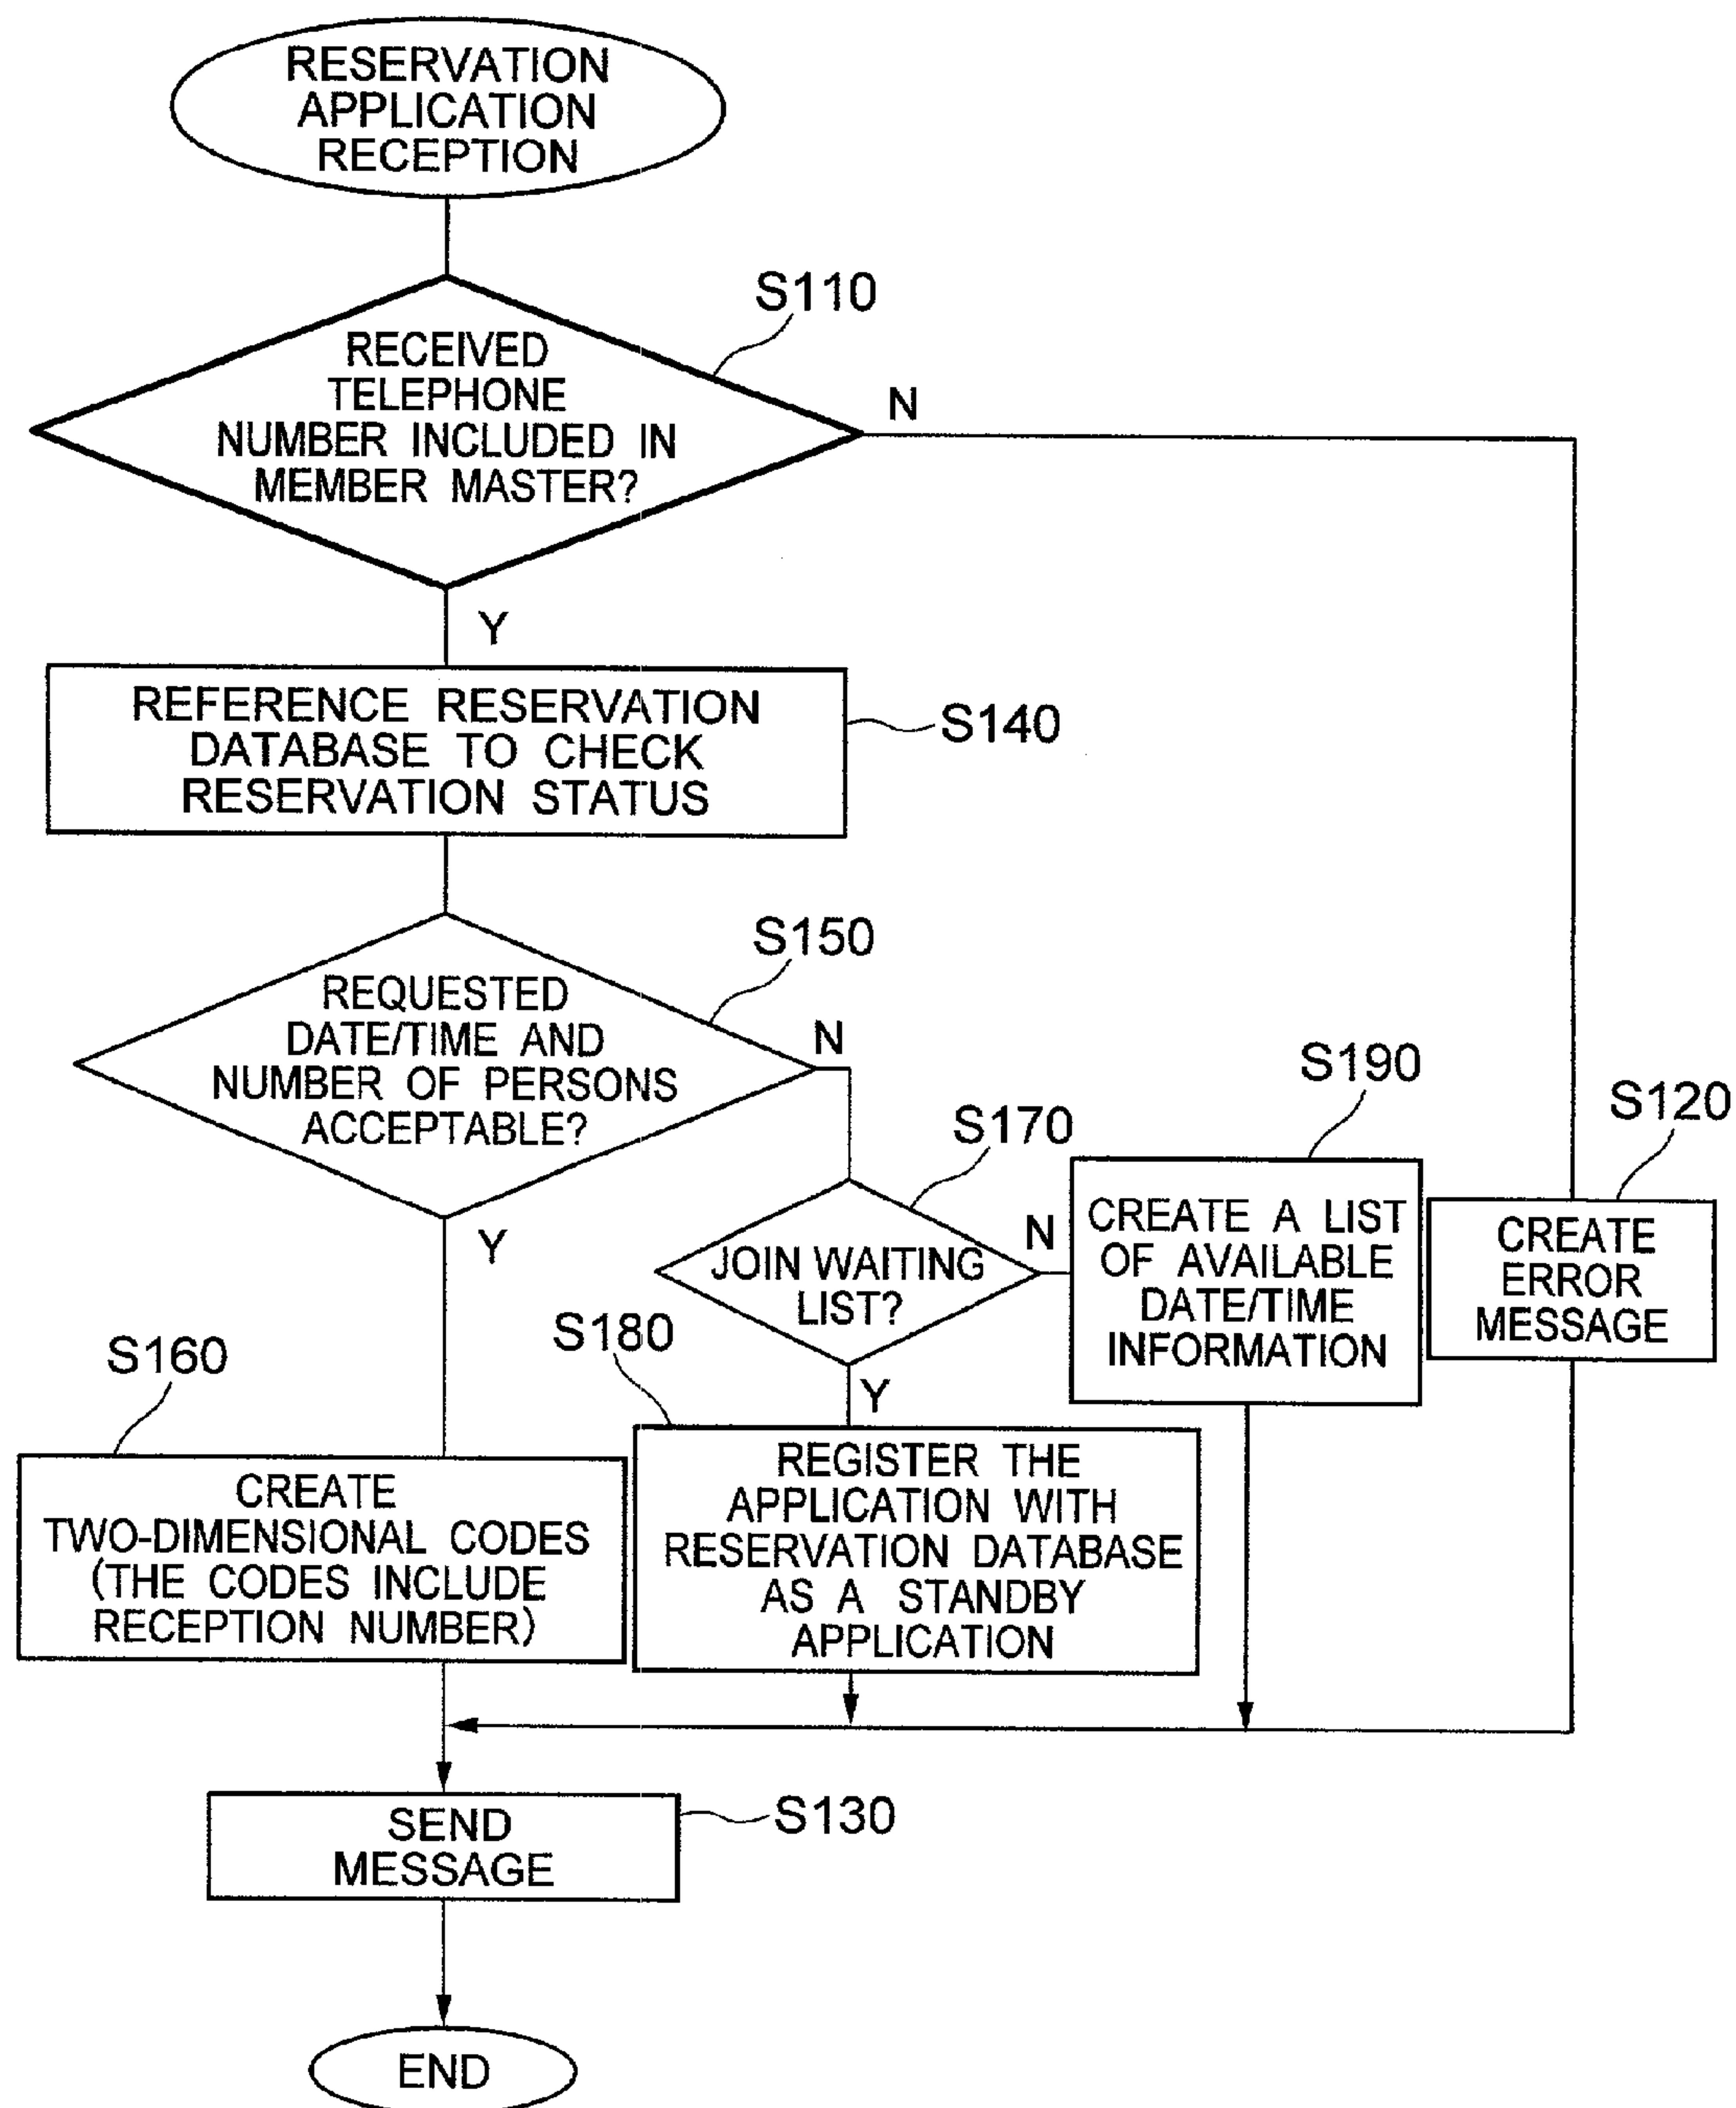 RESERVATION
APPLICATION
RECEPTION
S110
RECEIVED
TELEPHONE
NUMBER INCLUDED IN
MEMBER MASTER?
N
Y
REFERENCE RESERVATION
DATABASE TO CHECK
RESERVATION STATUS
S140
S150
REQUESTED
DATE/TIME AND
NUMBER OF PERSONS
ACCEPTABLE?
N
Y
S170
JOIN WAITING
LIST?
N
Y
S190
CREATE A LIST
OF AVAILABLE
DATE/TIME
INFORMATION
S120
CREATE
ERROR
MESSAGE
S160
CREATE
TWO-DIMENSIONAL CODES
(THE CODES INCLUDE
RECEPTION NUMBER)
S180
REGISTER THE
APPLICATION WITH
RESERVATION DATABASE
AS A STANDBY
APPLICATION
SEND
MESSAGE
S130
END